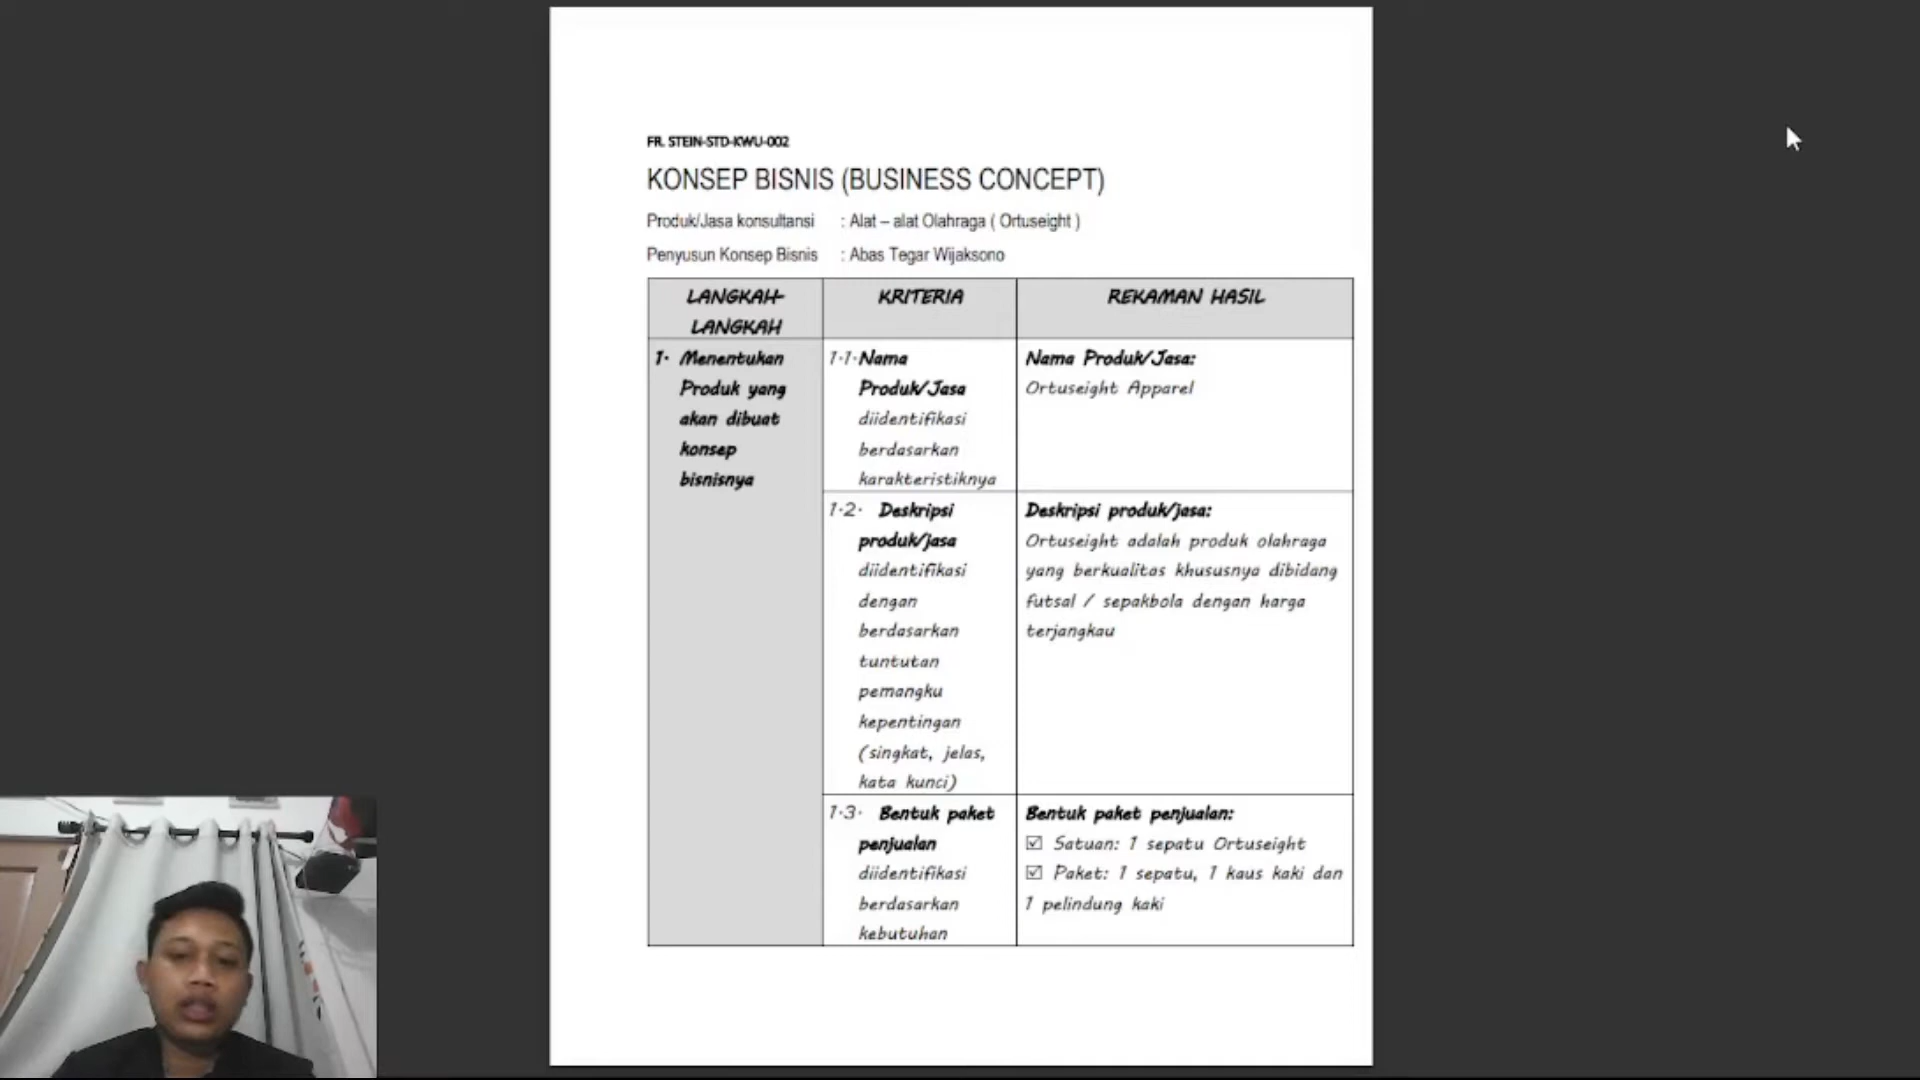 FR. STEIN-STD-KWU-002
KONSEP BISNIS (BUSINESS CONCEPT)
Produk/Jasa konsultansi : Alat – alat Olahraga ( Ortuseight )
Penyusun Konsep Bisnis : Abas Tegar Wijaksono
LANGKAH-
LANGKAH
KRITERIA
REKAMAN HASIL
1. Menentukan
Produk yang
akan dibuat
konsep
bisnisnya
1.1. Nama
Produk/Jasa
diidentifikasi
berdasarkan
karakteristiknya
Nama Produk/Jasa:
Ortuseight Apparel
1.2. Deskripsi
produk/jasa
diidentifikasi
dengan
berdasarkan
tuntutan
pemangku
kepentingan
(singkat, jelas,
kata kunci)
Deskripsi produk/jasa:
Ortuseight adalah produk olahraga
yang berkualitas khususnya dibidang
futsal / sepakbola dengan harga
terjangkau
1.3. Bentuk paket
penjualan
diidentifikasi
berdasarkan
kebutuhan
Bentuk paket penjualan:
☑ Satuan: 1 sepatu Ortuseight
☑ Paket: 1 sepatu, 1 kaus kaki dan
1 pelindung kaki